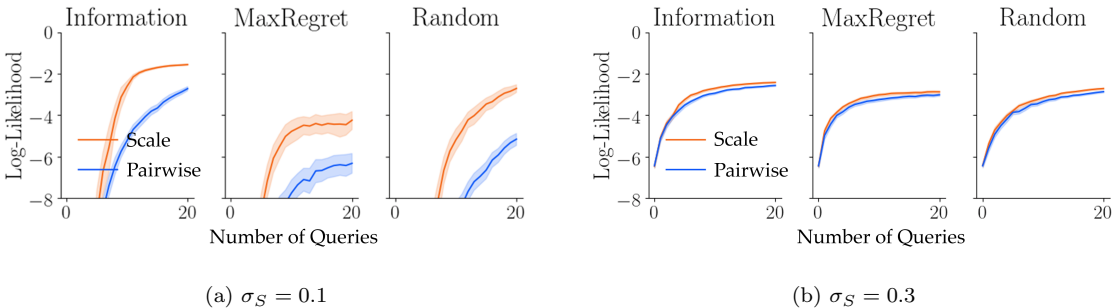 Information MaxRegret Random
Log-Likelihood
0
−2
−4
−6
−8
Scale
Pairwise
0 20 0 20 0 20
Number of Queries
(a) σ_S = 0.1
Information MaxRegret Random
Log-Likelihood
0
−2
−4
−6
−8
Scale
Pairwise
0 20 0 20 0 20
Number of Queries
(b) σ_S = 0.3